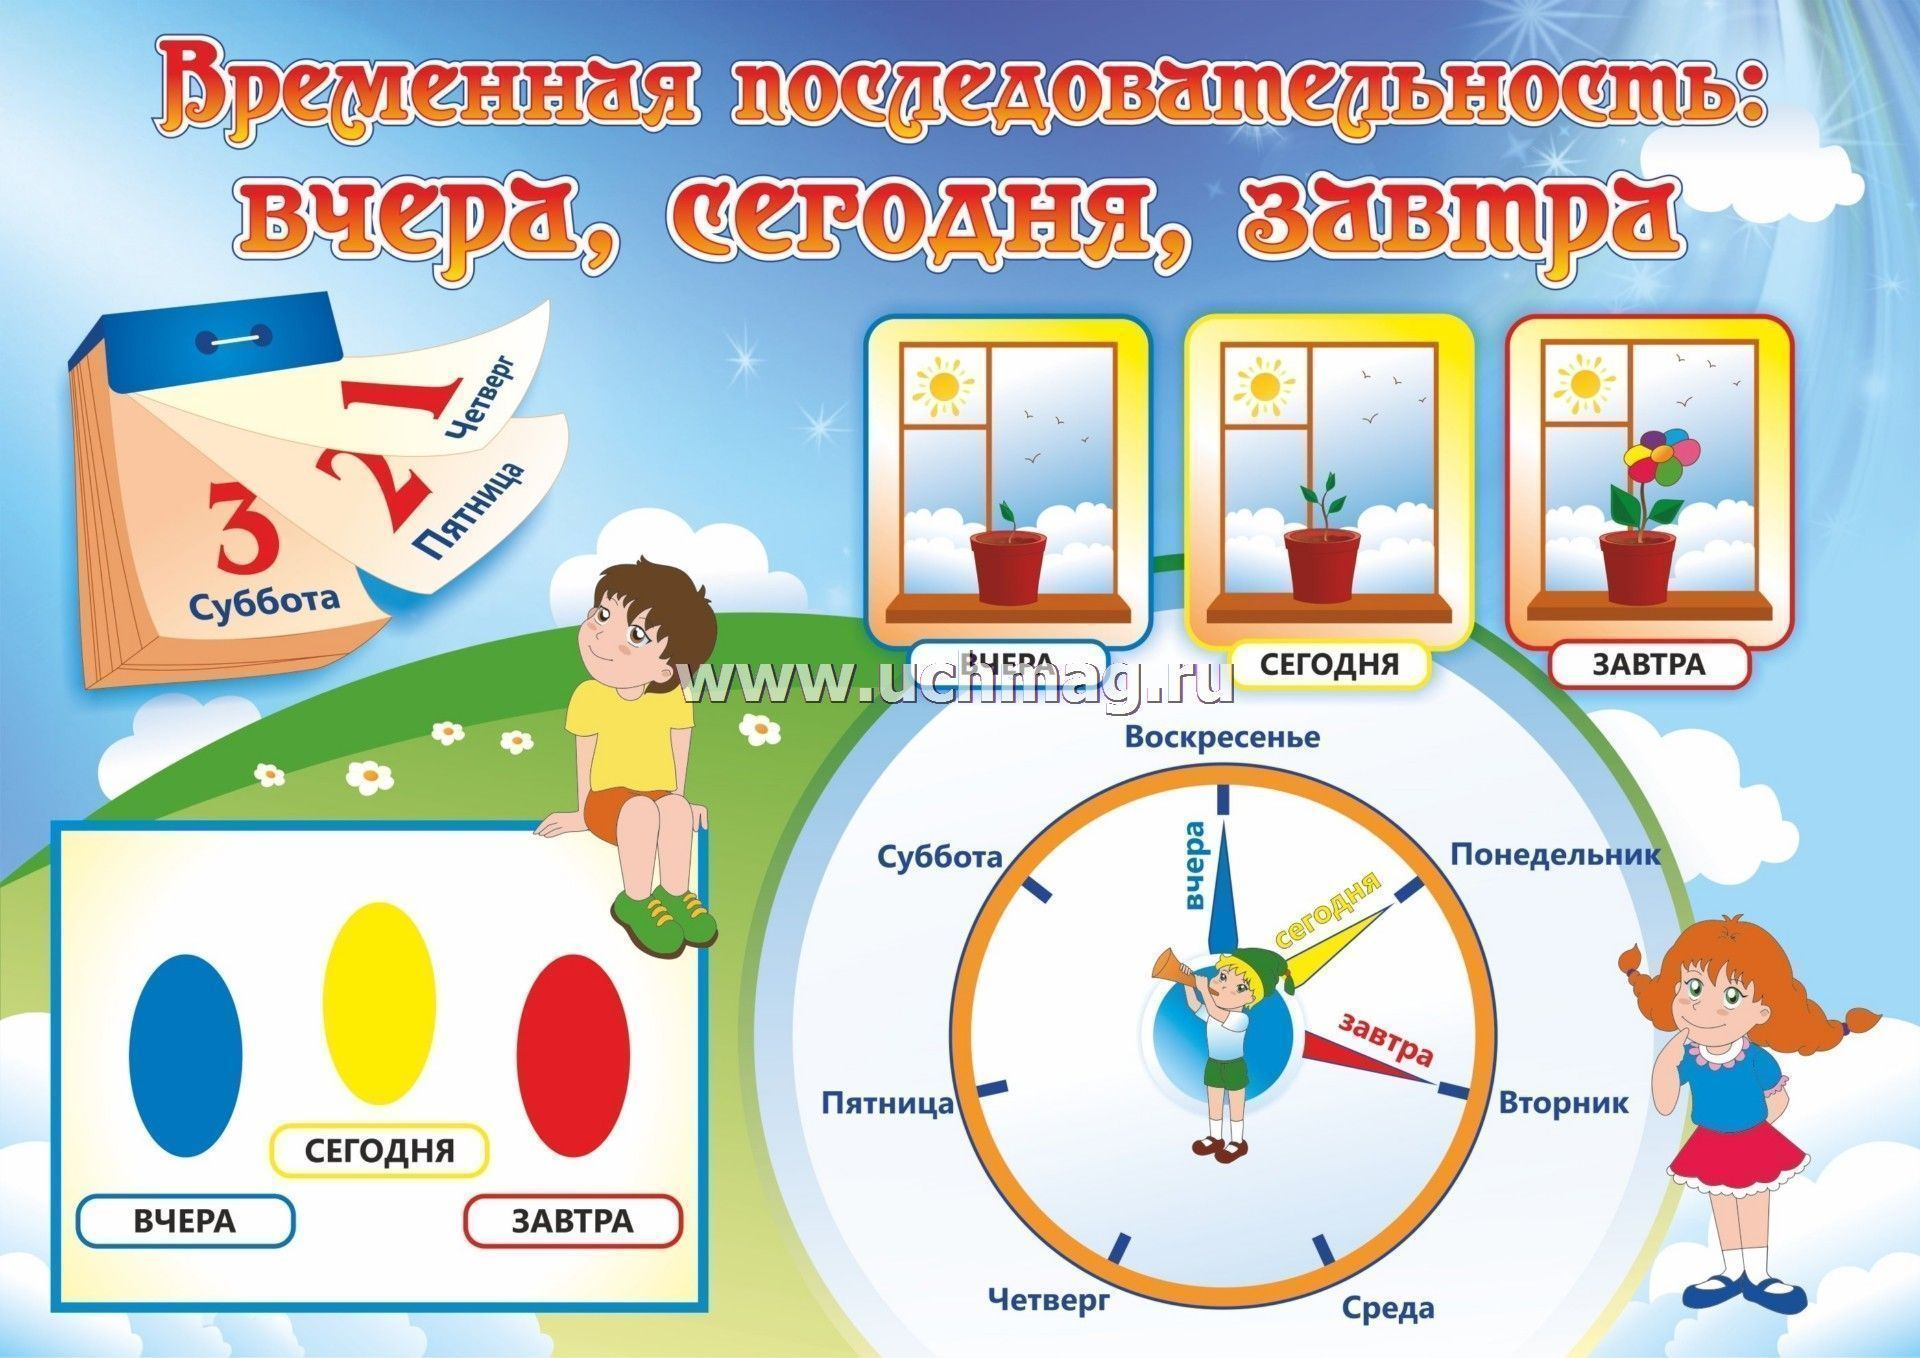 Временная последовательность:
вчера, сегодня, завтра
1
Четверг
2
Пятница
3
Суббота
ВЧЕРА
СЕГОДНЯ
ЗАВТРА
www.uchmag.ru
Воскресенье
Суббота
Понедельник
вчера
сегодня
завтра
Пятница
Вторник
Четверг
Среда
СЕГОДНЯ
ВЧЕРА
ЗАВТРА